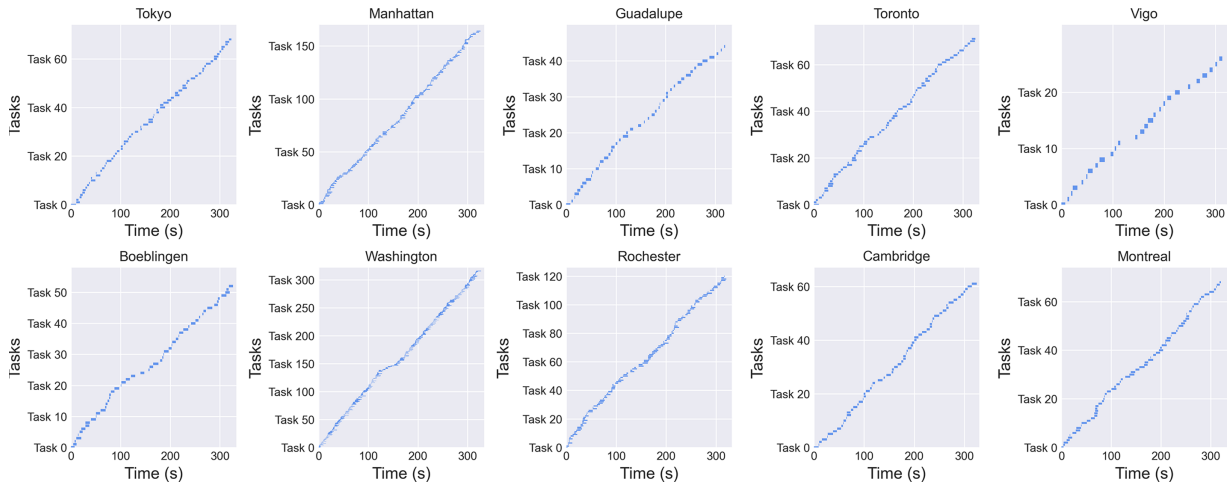 Tokyo
Tasks
Task 60
Task 40
Task 20
Task 0
0 100 200 300
Time (s)
Manhattan
Tasks
Task 150
Task 100
Task 50
Task 0
0 100 200 300
Time (s)
Guadalupe
Tasks
Task 40
Task 30
Task 20
Task 10
Task 0
0 100 200 300
Time (s)
Toronto
Tasks
Task 60
Task 40
Task 20
Task 0
0 100 200 300
Time (s)
Vigo
Tasks
Task 20
Task 10
Task 0
0 100 200 300
Time (s)
Boeblingen
Tasks
Task 50
Task 40
Task 30
Task 20
Task 10
Task 0
0 100 200 300
Time (s)
Washington
Tasks
Task 300
Task 250
Task 200
Task 150
Task 100
Task 50
Task 0
0 100 200 300
Time (s)
Rochester
Tasks
Task 120
Task 100
Task 80
Task 60
Task 40
Task 20
Task 0
0 100 200 300
Time (s)
Cambridge
Tasks
Task 60
Task 40
Task 20
Task 0
0 100 200 300
Time (s)
Montreal
Tasks
Task 60
Task 40
Task 20
Task 0
0 100 200 300
Time (s)